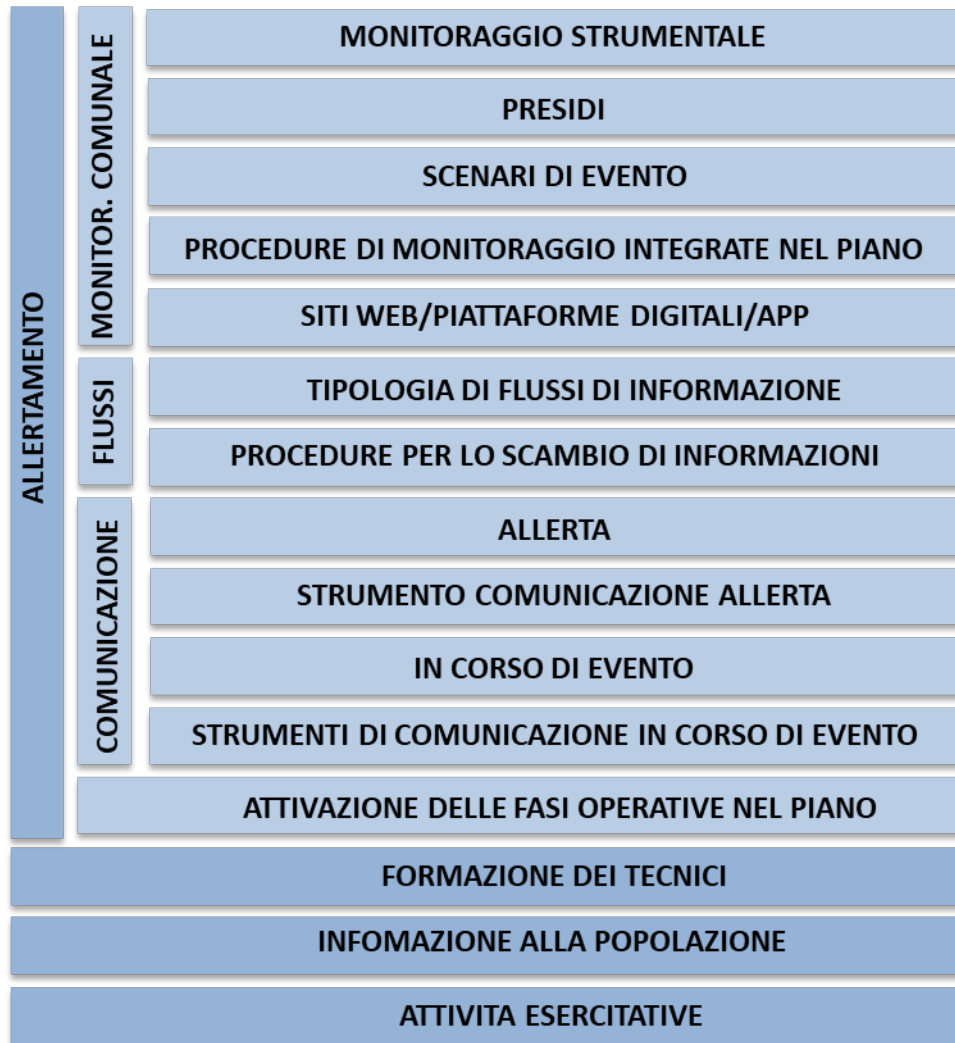 ALLERTAMENTO
MONITOR. COMUNALE
MONITORAGGIO STRUMENTALE
PRESIDI
SCENARI DI EVENTO
PROCEDURE DI MONITORAGGIO INTEGRATE NEL PIANO
SITI WEB/PIATTAFORME DIGITALI/APP
FLUSSI
TIPOLOGIA DI FLUSSI DI INFORMAZIONE
PROCEDURE PER LO SCAMBIO DI INFORMAZIONI
COMUNICAZIONE
ALLERTA
STRUMENTO COMUNICAZIONE ALLERTA
IN CORSO DI EVENTO
STRUMENTI DI COMUNICAZIONE IN CORSO DI EVENTO
ATTIVAZIONE DELLE FASI OPERATIVE NEL PIANO
FORMAZIONE DEI TECNICI
INFOMAZIONE ALLA POPOLAZIONE
ATTIVITA ESERCITATIVE